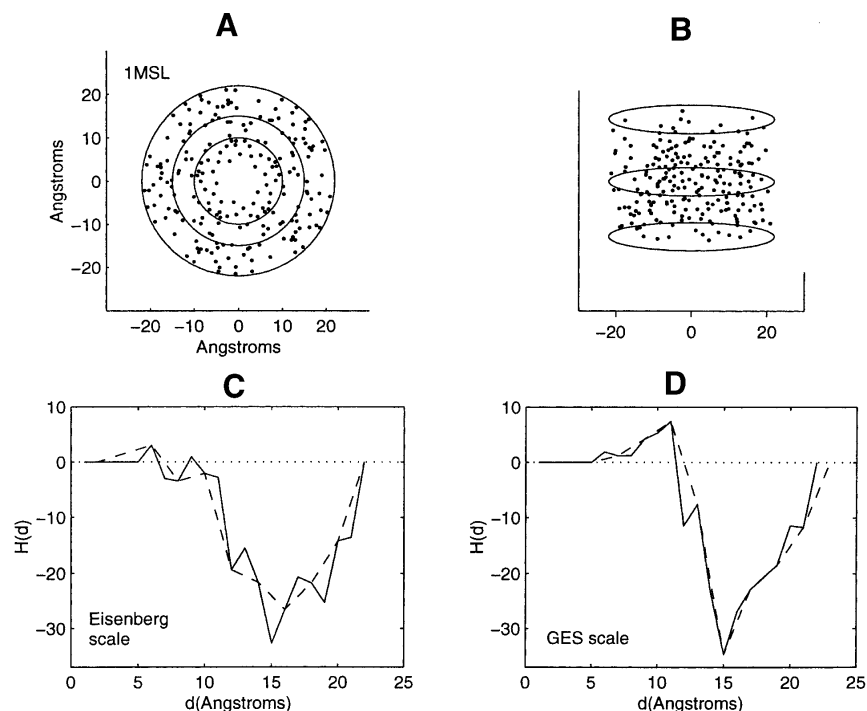 A
1MSL
20
10
0
-10
-20
Angstroms
-20 -10 0 10 20
Angstroms
B
-20 0 20
C
10
0
-10
-20
-30
H(d)
Eisenberg
scale
0 5 10 15 20 25
d(Angstroms)
D
10
0
-10
-20
-30
H(d)
GES scale
0 5 10 15 20 25
d(Angstroms)